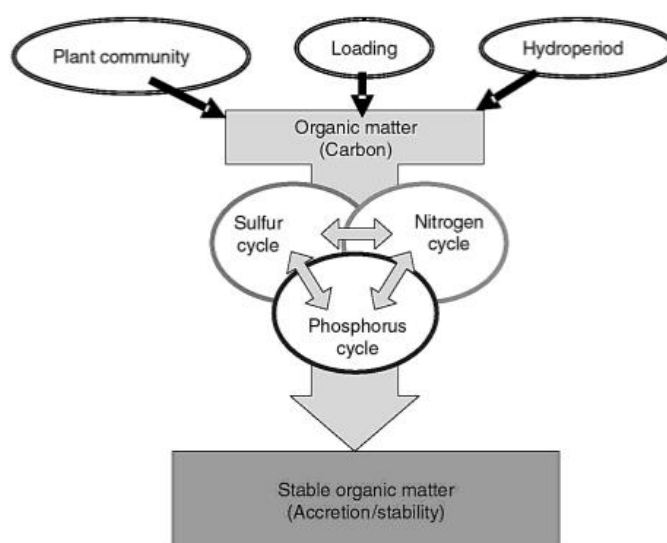 Plant community
Loading
Hydroperiod
Organic matter
(Carbon)
Sulfur
cycle
Nitrogen
cycle
Phosphorus
cycle
Stable organic matter
(Accretion/stability)